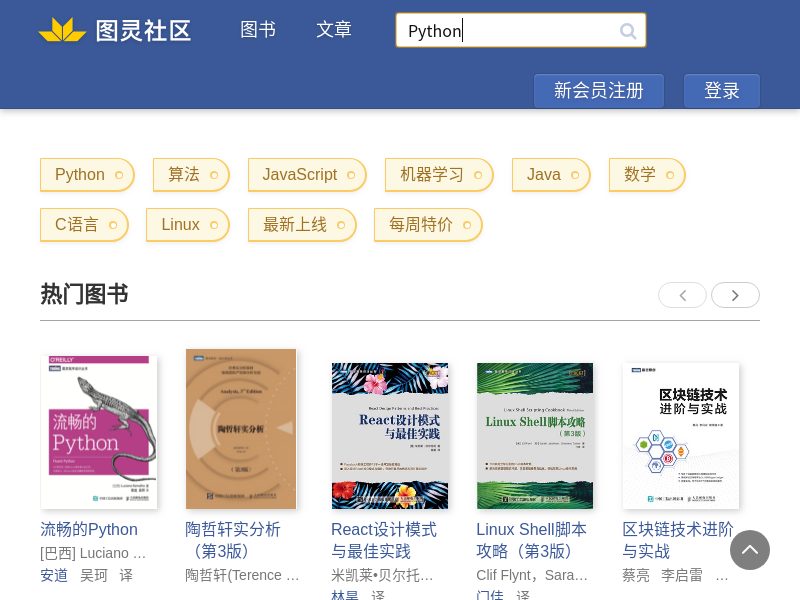 图灵社区
图书
文章
Python
新会员注册
登录
Python
算法
JavaScript
机器学习
Java
数学
C语言
Linux
最新上线
每周特价
热门图书
O'REILLY
流畅的
Python
陶哲轩实分析
（第3版）
React设计模式
与最佳实践
Linux Shell Scripting Cookbook
Linux Shell脚本攻略
（第3版）
区块链技术
进阶与实战
流畅的Python
[巴西] Luciano …
安道 吴珂 译
陶哲轩实分析
（第3版）
陶哲轩(Terence …
React设计模式
与最佳实践
米凯莱•贝尔托…
林昊 译
Linux Shell脚本
攻略（第3版）
Clif Flynt，Sara…
门佳 译
区块链技术进阶
与实战
蔡亮 李启雷 …